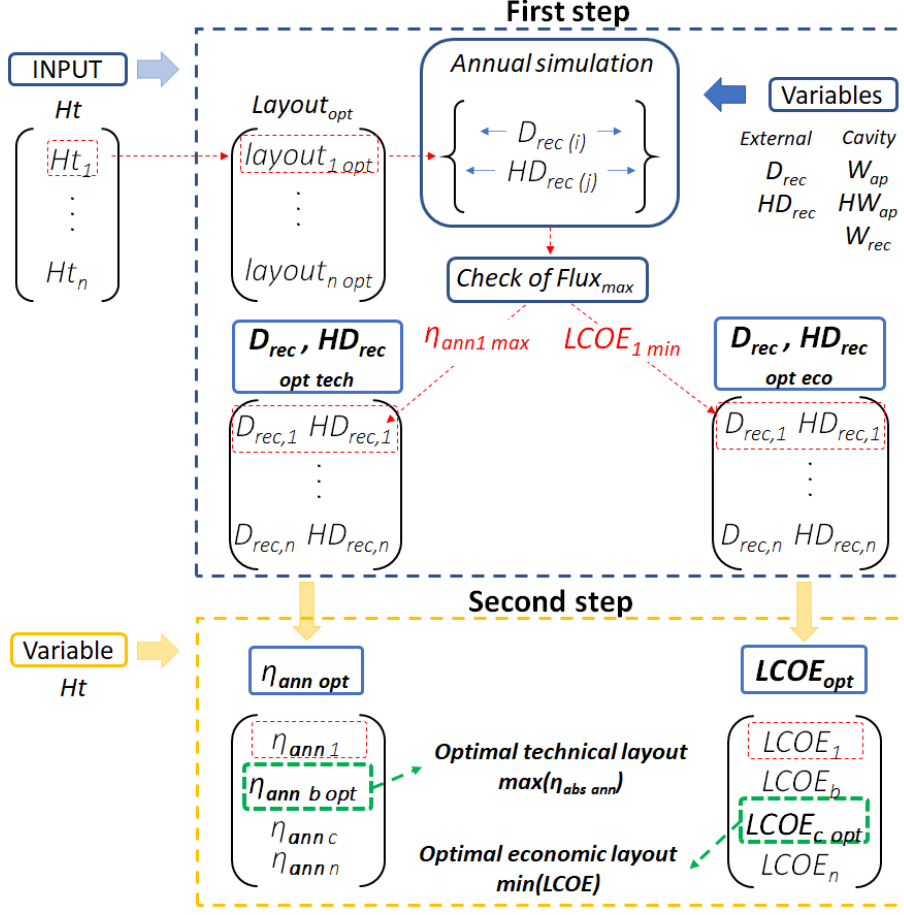 First step
INPUT
Ht
Ht1
.
.
.
Htn
Layoutopt
layout1 opt
.
.
.
layoutn opt
Annual simulation
Drec (i)
HDrec (j)
Check of Fluxmax
Variables
External Cavity
Drec Wap
HDrec HWap
Wrec
ηann1 max LCOE1 min
Drec , HDrec
opt tech
Drec,1 HDrec,1
.
.
.
Drec,n HDrec,n
Drec , HDrec
opt eco
Drec,1 HDrec,1
.
.
.
Drec,n HDrec,n
Second step
Variable
Ht
ηann opt
ηann 1
ηann b opt
ηann c
ηann n
Optimal technical layout
max(ηabs ann)
Optimal economic layout
min(LCOE)
LCOEopt
LCOE1
LCOEb
LCOEc opt
LCOEn